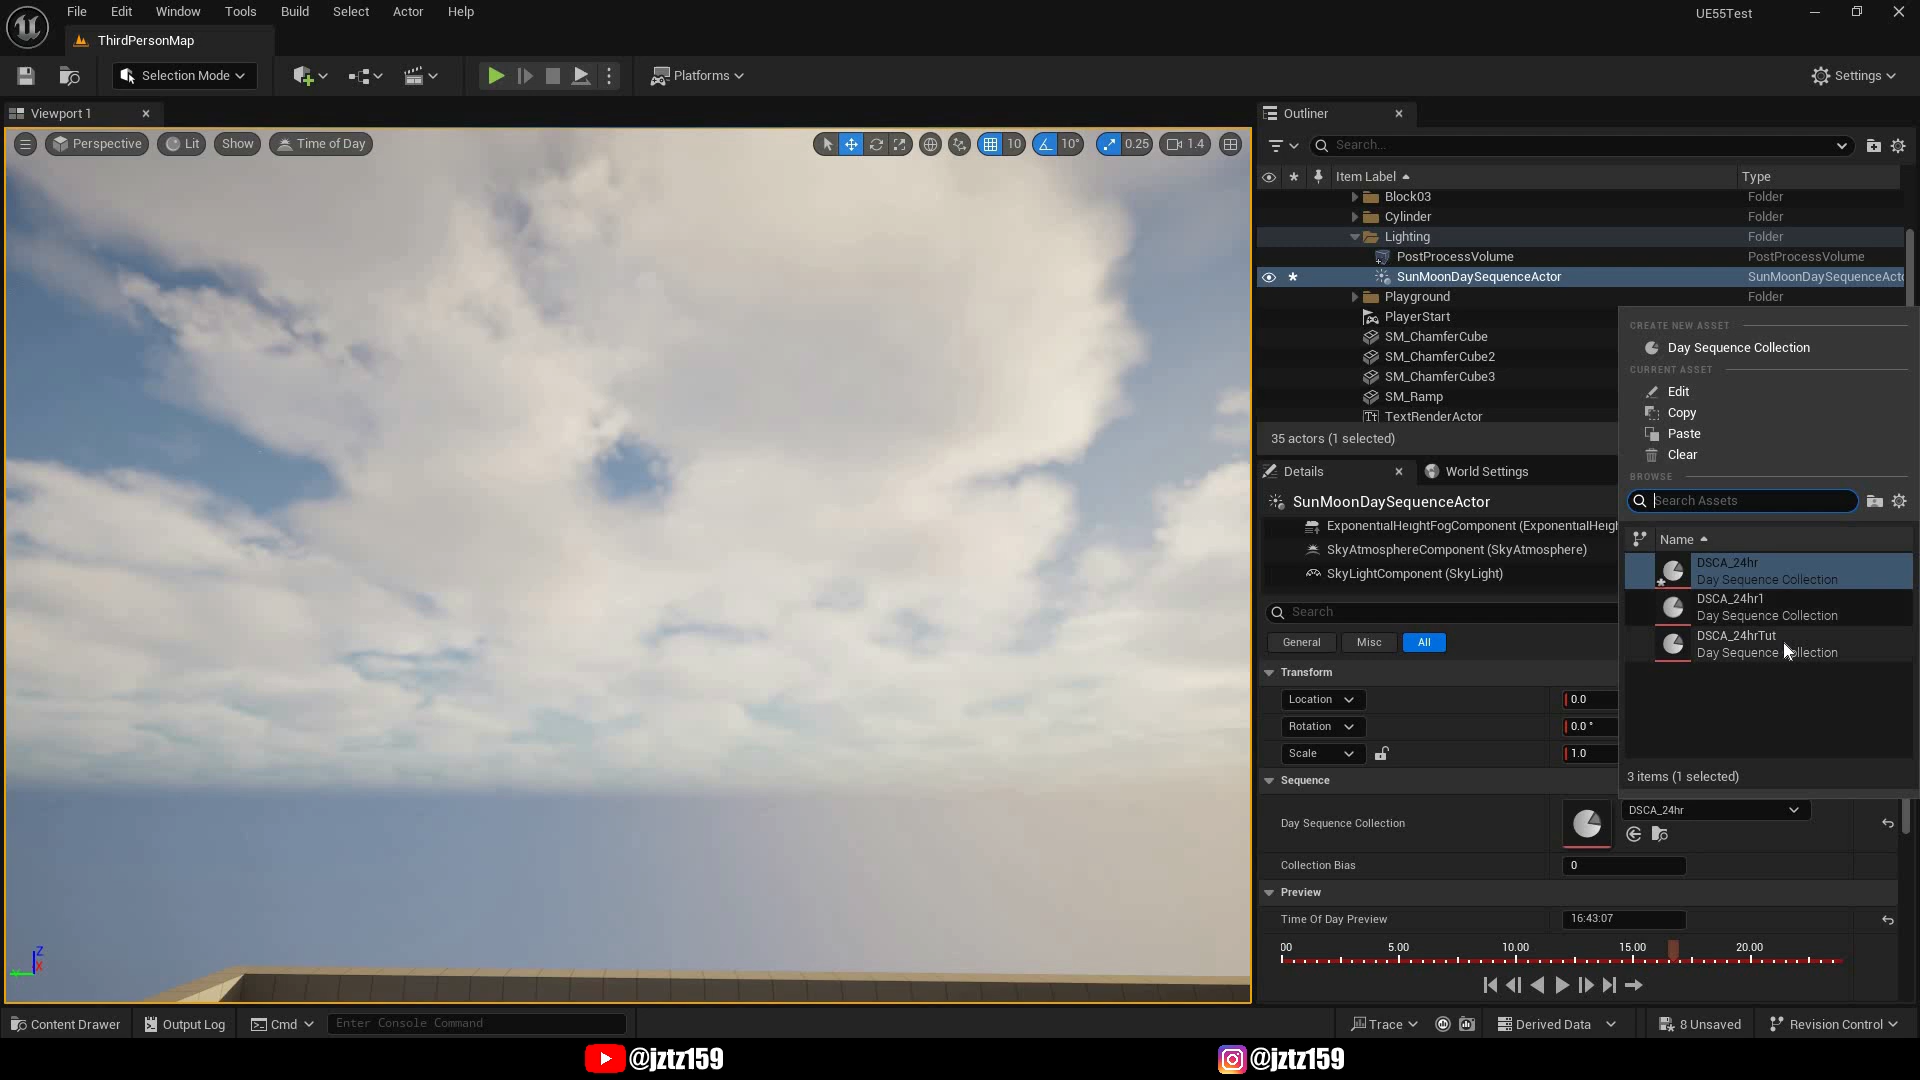 File Edit Window Tools Build Select Actor Help
UE55Test
ThirdPersonMap
Selection Mode
Platforms
Settings
Viewport 1
Perspective
Lit
Show
Time of Day
10
10°
0.25
1.4
Outliner
Search...
Item Label
Type
Block03 Folder
Cylinder Folder
Lighting Folder
PostProcessVolume PostProcessVolume
SunMoonDaySequenceActor SunMoonDaySequenceActo
Playground Folder
PlayerStart
SM_ChamferCube
SM_ChamferCube2
SM_ChamferCube3
SM_Ramp
TextRenderActor
35 actors (1 selected)
CREATE NEW ASSET
Day Sequence Collection
CURRENT ASSET
Edit
Copy
Paste
Clear
BROWSE
Search Assets
Name
DSCA_24hr
Day Sequence Collection
DSCA_24hr1
Day Sequence Collection
DSCA_24hrTut
Day Sequence Collection
3 items (1 selected)
Details
World Settings
SunMoonDaySequenceActor
ExponentialHeightFogComponent (ExponentialHeigh
SkyAtmosphereComponent (SkyAtmosphere)
SkyLightComponent (SkyLight)
Search
General
Misc
All
Transform
Location 0.0
Rotation 0.0 °
Scale 1.0
Sequence
Day Sequence Collection DSCA_24hr
Collection Bias 0
Preview
Time Of Day Preview 16:43:07
00 5.00 10.00 15.00 20.00
Z
X
Y
Content Drawer
Output Log
Cmd
Enter Console Command
Trace
Derived Data
8 Unsaved
Revision Control
@jztz159
@jztz159